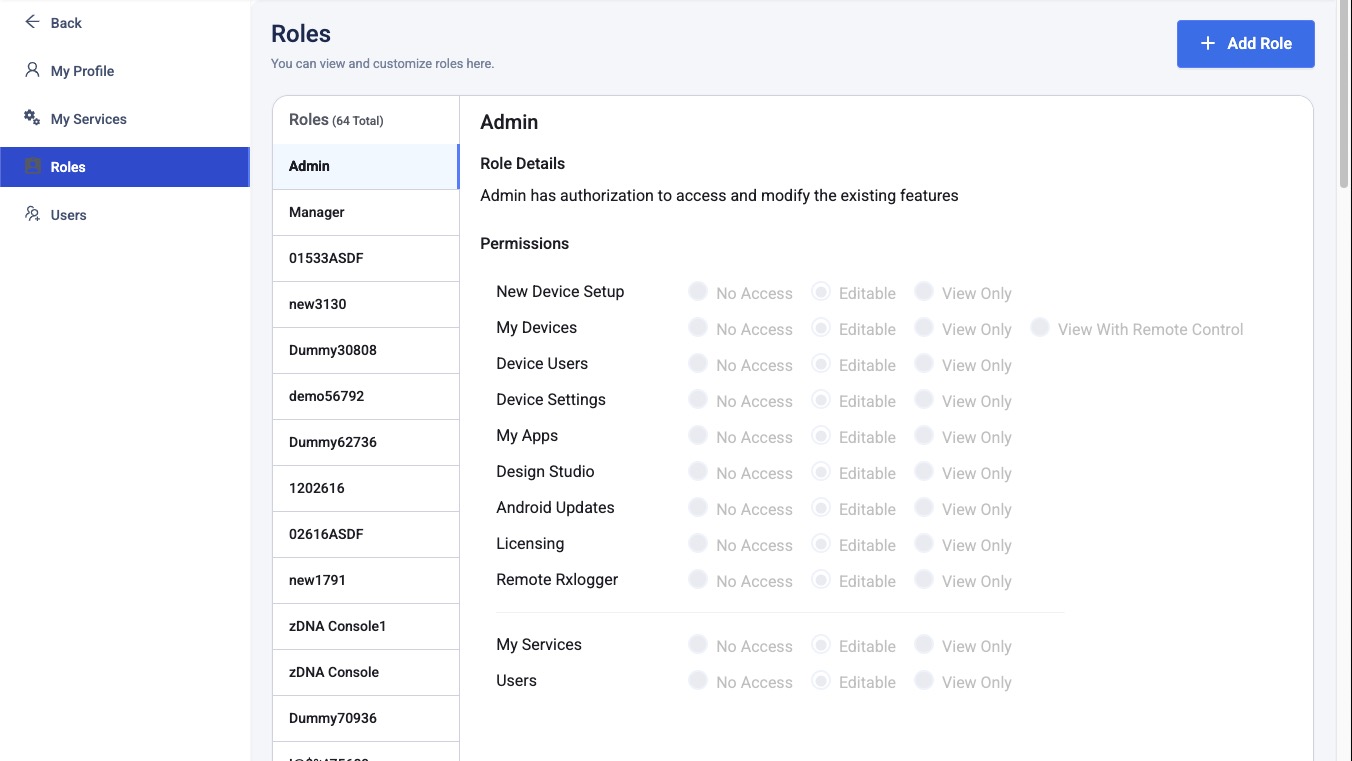 Back
My Profile
My Services
Roles
Users
Roles
You can view and customize roles here.
+ Add Role
Roles (64 Total)
Admin
Manager
01533ASDF
new3130
Dummy30808
demo56792
Dummy62736
1202616
02616ASDF
new1791
zDNA Console1
zDNA Console
Dummy70936
Admin
Role Details
Admin has authorization to access and modify the existing features
Permissions
New Device Setup No Access Editable View Only
My Devices No Access Editable View Only View With Remote Control
Device Users No Access Editable View Only
Device Settings No Access Editable View Only
My Apps No Access Editable View Only
Design Studio No Access Editable View Only
Android Updates No Access Editable View Only
Licensing No Access Editable View Only
Remote Rxlogger No Access Editable View Only
My Services No Access Editable View Only
Users No Access Editable View Only